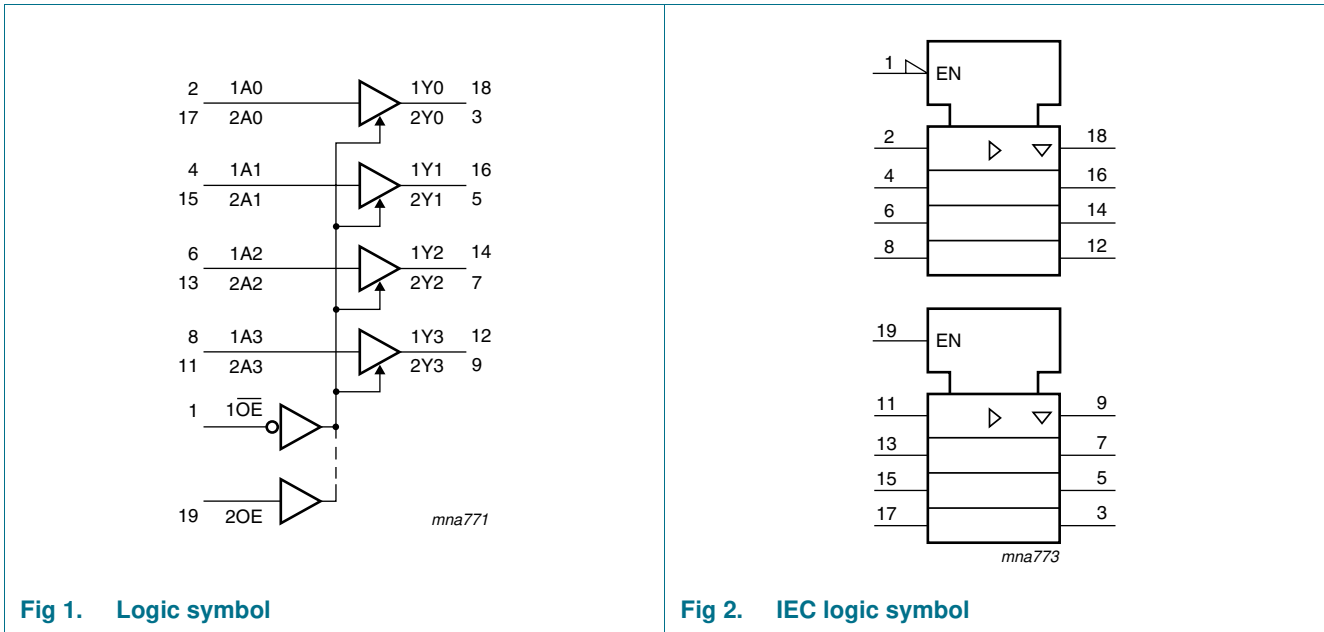 2 1A0 1Y0 18
17 2A0 2Y0 3
4 1A1 1Y1 16
15 2A1 2Y1 5
6 1A2 1Y2 14
13 2A2 2Y2 7
8 1A3 1Y3 12
11 2A3 2Y3 9
1 1O̅E̅
19 2OE
mna771
Fig 1. Logic symbol
1 EN
2 18
4 16
6 14
8 12
19 EN
11 9
13 7
15 5
17 3
mna773
Fig 2. IEC logic symbol